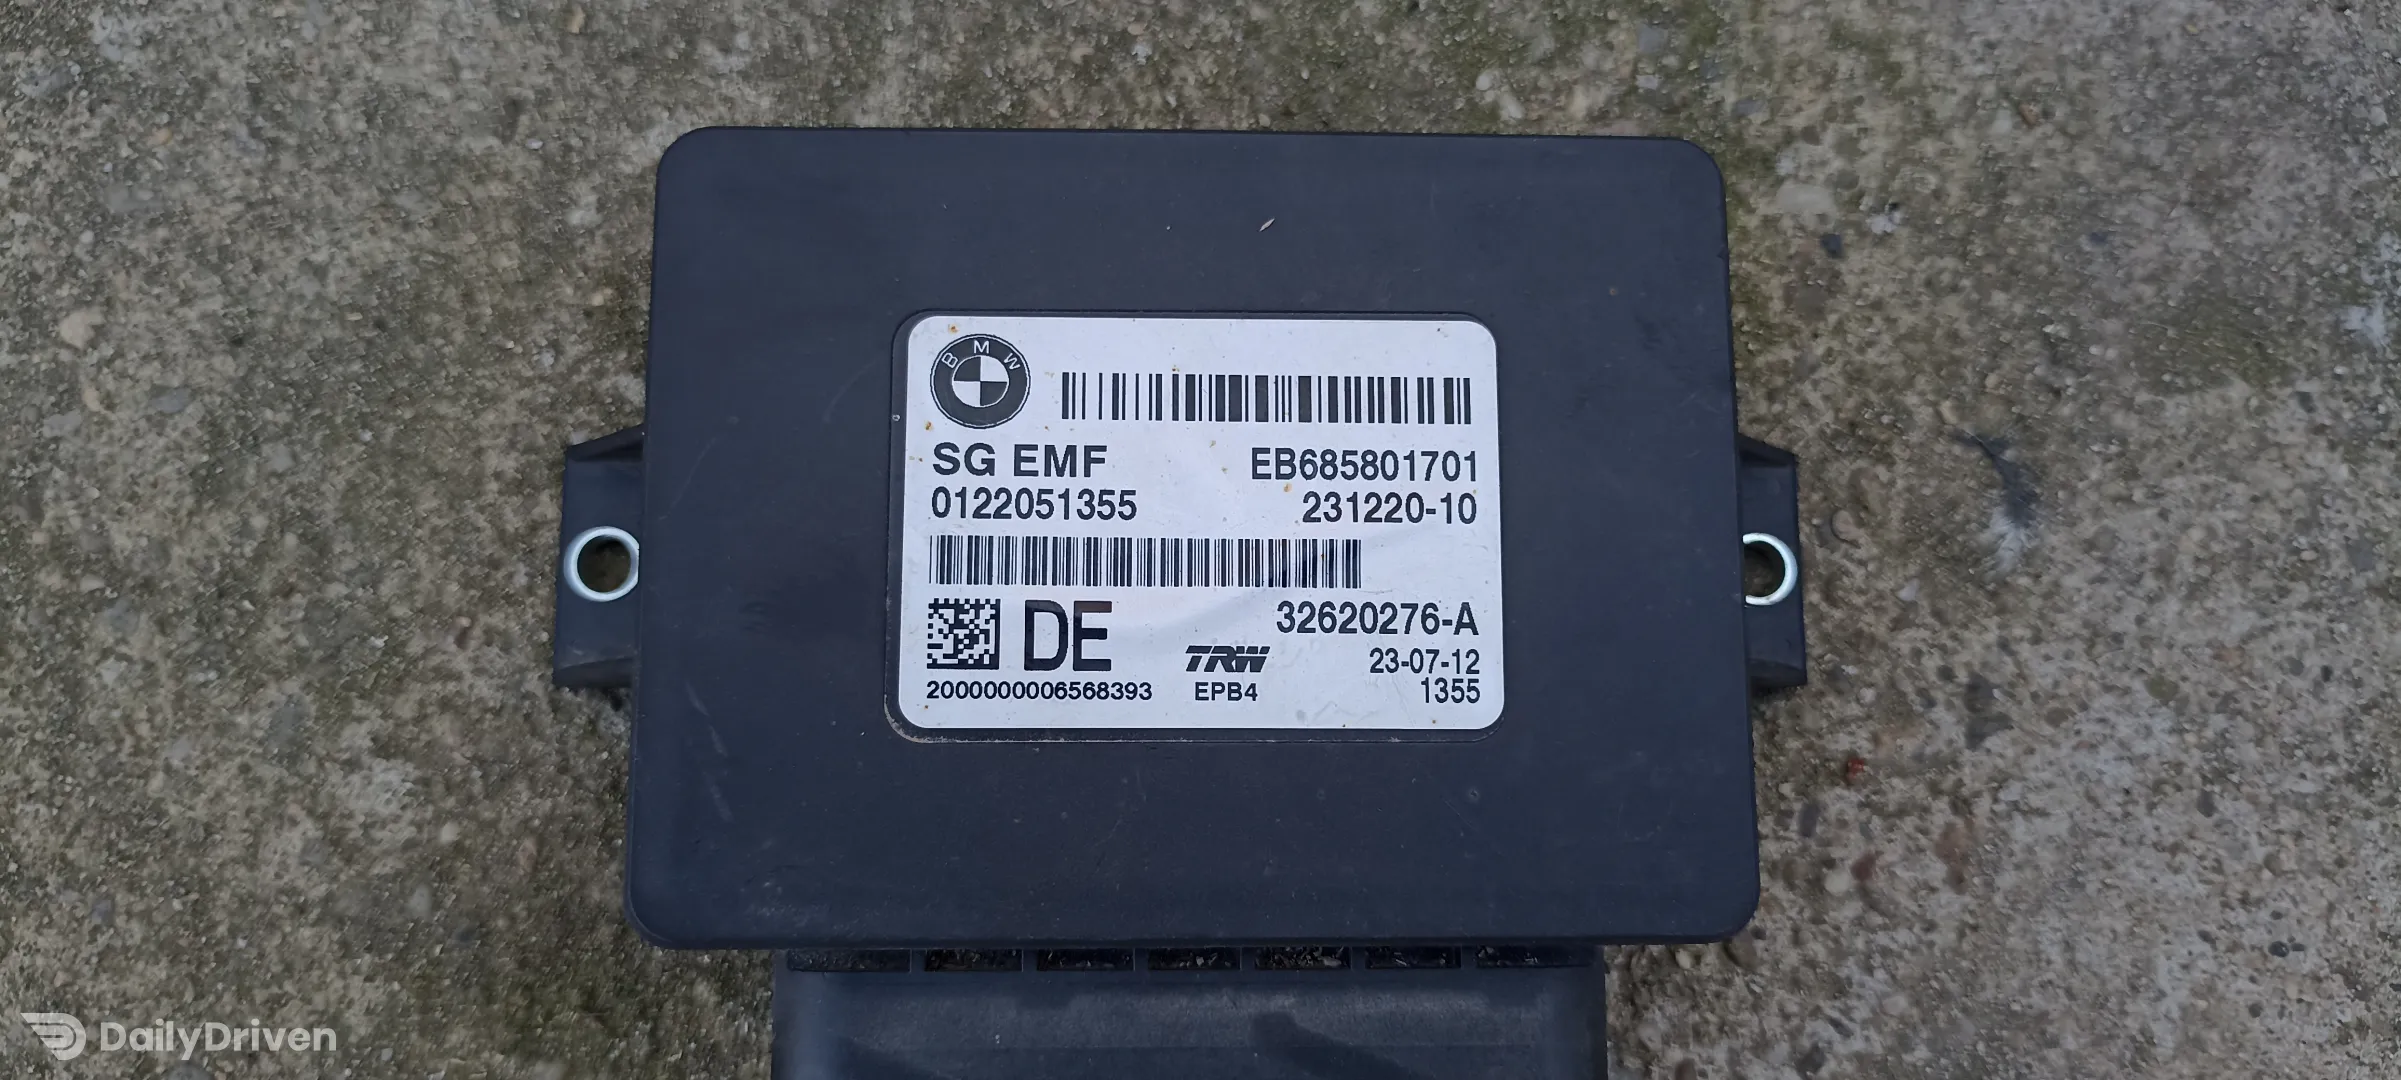 BMW
SG EMF EB685801701
0122051355 231220-10
DE 32620276-A
TRW 23-07-12
2000000006568393 EPB4 1355
DailyDriven